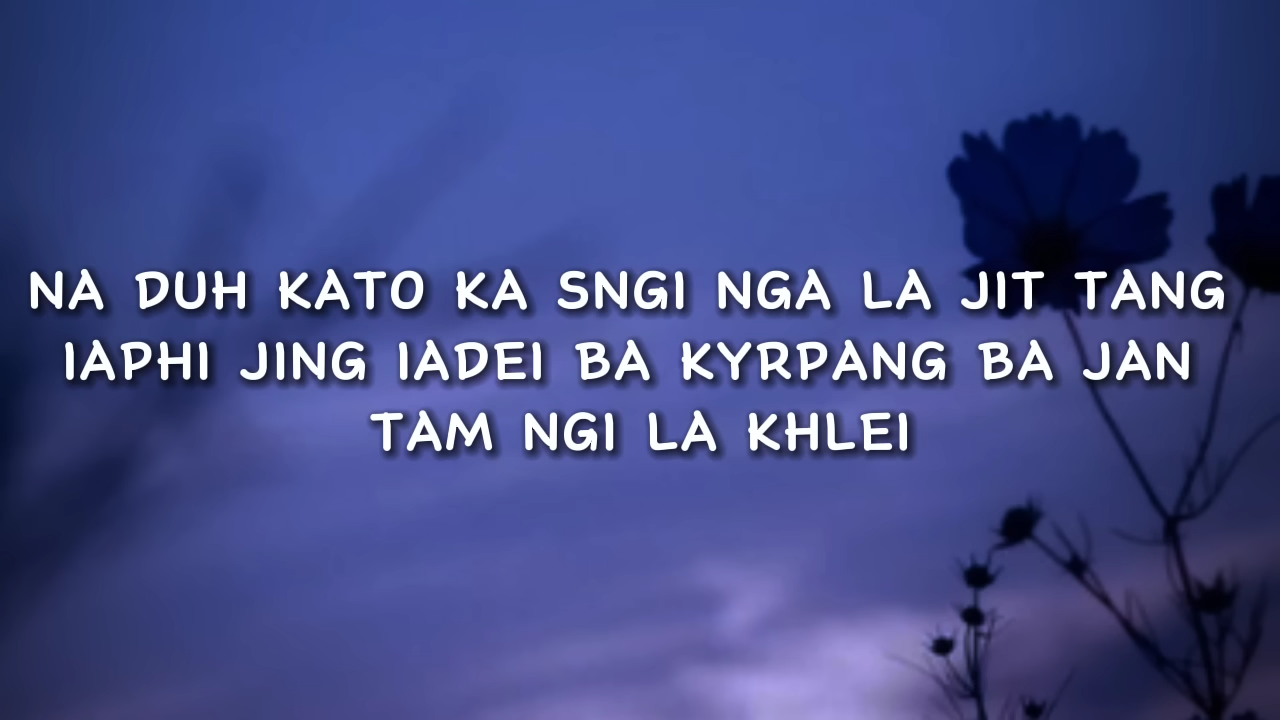 NA DUH KATO KA SNGI NGA LA JIT TANG
IAPHI JING IADEI BA KYRPANG BA JAN
TAM NGI LA KHLEI